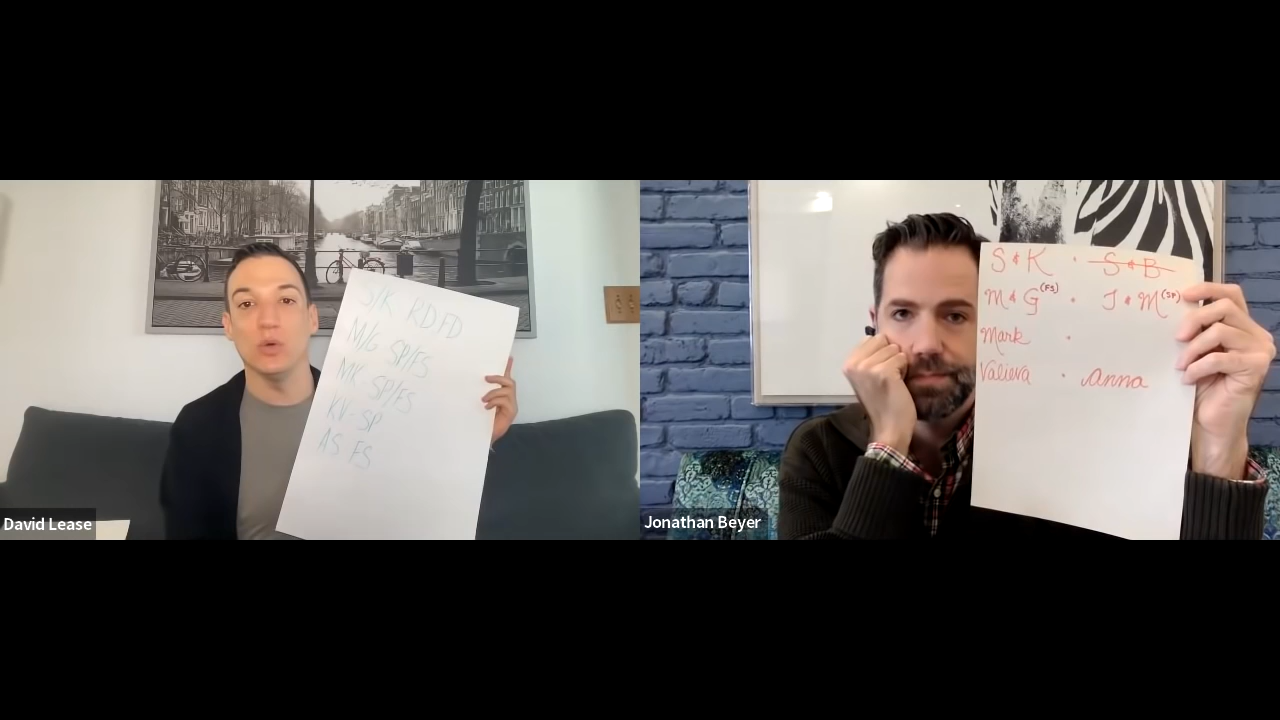 S/K RD FD
M/G SP/FS
MK SP/FS
KV-SP
AS FS
David Lease
S & K · S & B
M & G (FS) · J & M (SP)
Mark ·
Valieva · Anna
Jonathan Beyer